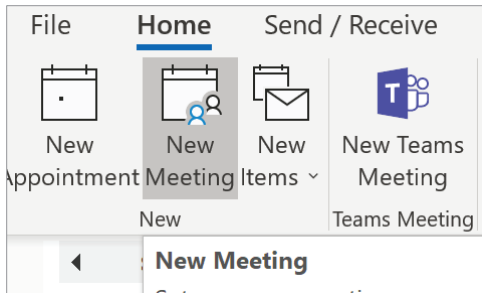 File Home Send / Receive
New New New New Teams
Appointment Meeting Items Meeting
New Teams Meeting
New Meeting